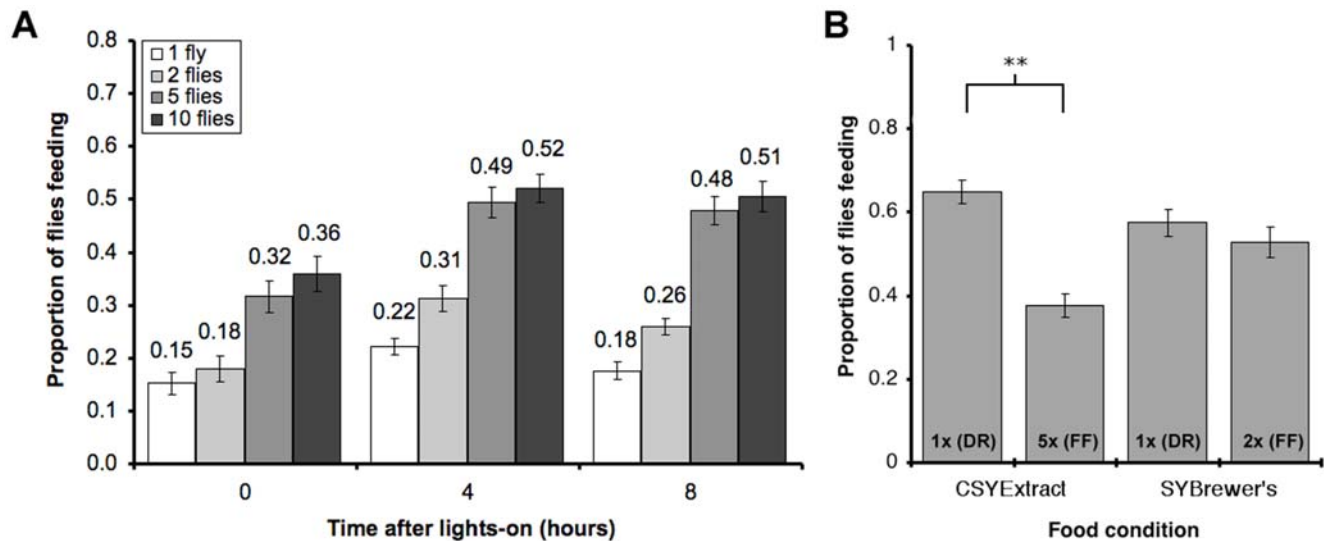 A
Proportion of flies feeding
0.8
0.7
0.6
0.5
0.4
0.3
0.2
0.1
0.0
1 fly
2 flies
5 flies
10 flies
0.15
0.18
0.32
0.36
0.22
0.31
0.49
0.52
0.18
0.26
0.48
0.51
0
4
8
Time after lights-on (hours)
B
Proportion of flies feeding
1
0.8
0.6
0.4
0.2
0
**
1x (DR)
5x (FF)
1x (DR)
2x (FF)
CSYExtract
SYBrewer's
Food condition